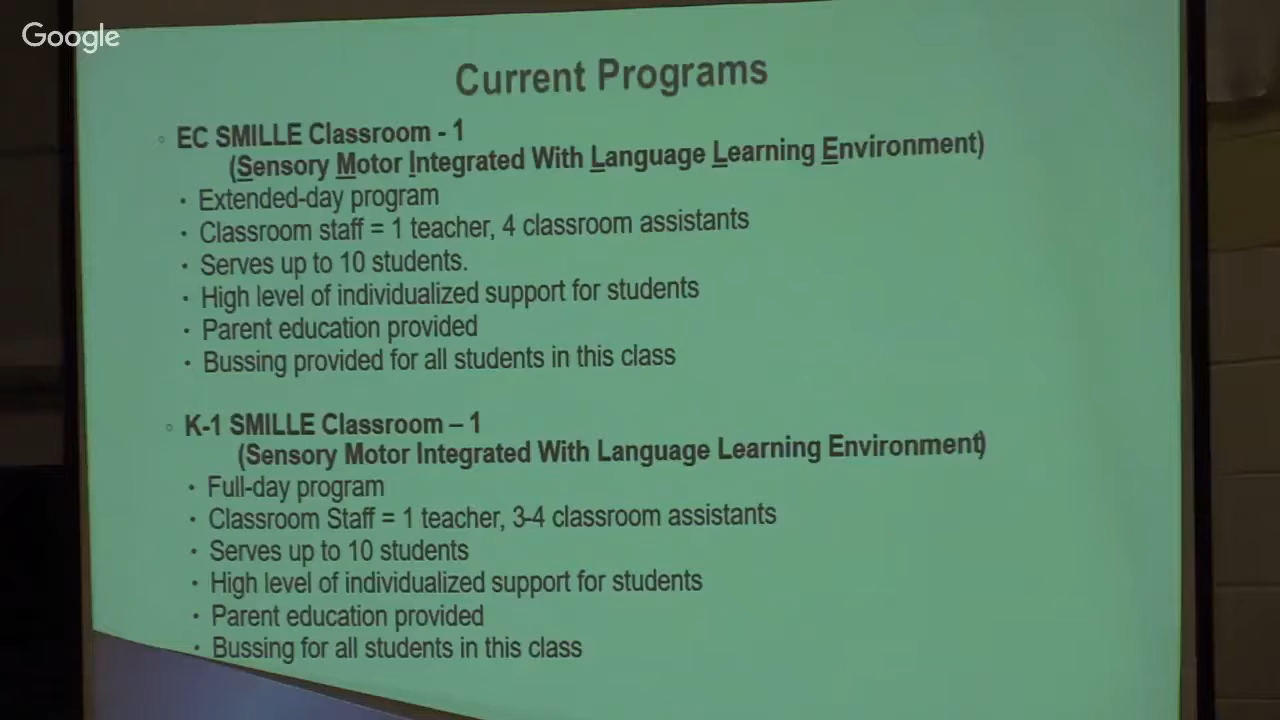 Google
Current Programs
◦ EC SMILLE Classroom - 1
(Sensory Motor Integrated With Language Learning Environment)
• Extended-day program
• Classroom staff = 1 teacher, 4 classroom assistants
• Serves up to 10 students.
• High level of individualized support for students
• Parent education provided
• Bussing provided for all students in this class
◦ K-1 SMILLE Classroom – 1
(Sensory Motor Integrated With Language Learning Environment)
• Full-day program
• Classroom Staff = 1 teacher, 3-4 classroom assistants
• Serves up to 10 students
• High level of individualized support for students
• Parent education provided
• Bussing for all students in this class